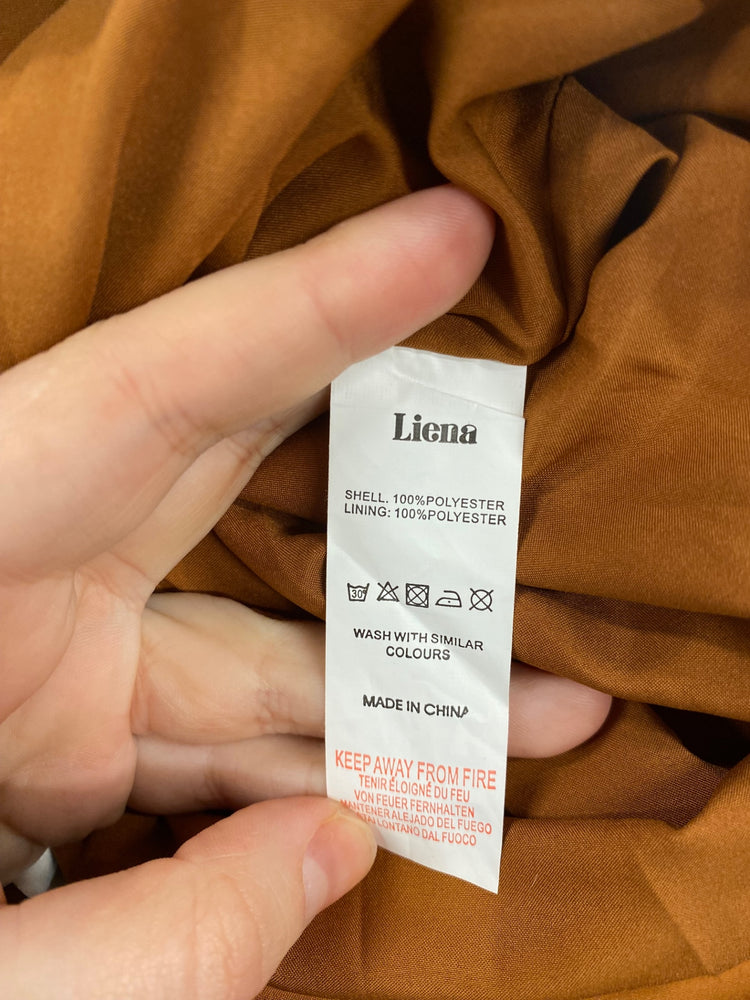 Liena
SHELL. 100%POLYESTER
LINING: 100%POLYESTER
30°
WASH WITH SIMILAR
COLOURS
MADE IN CHINA
KEEP AWAY FROM FIRE
TENIR ÉLOIGNÉ DU FEU
VON FEUER FERNHALTEN
MANTENER ALEJADO DEL FUEGO
LONTANO DAL FUOCO